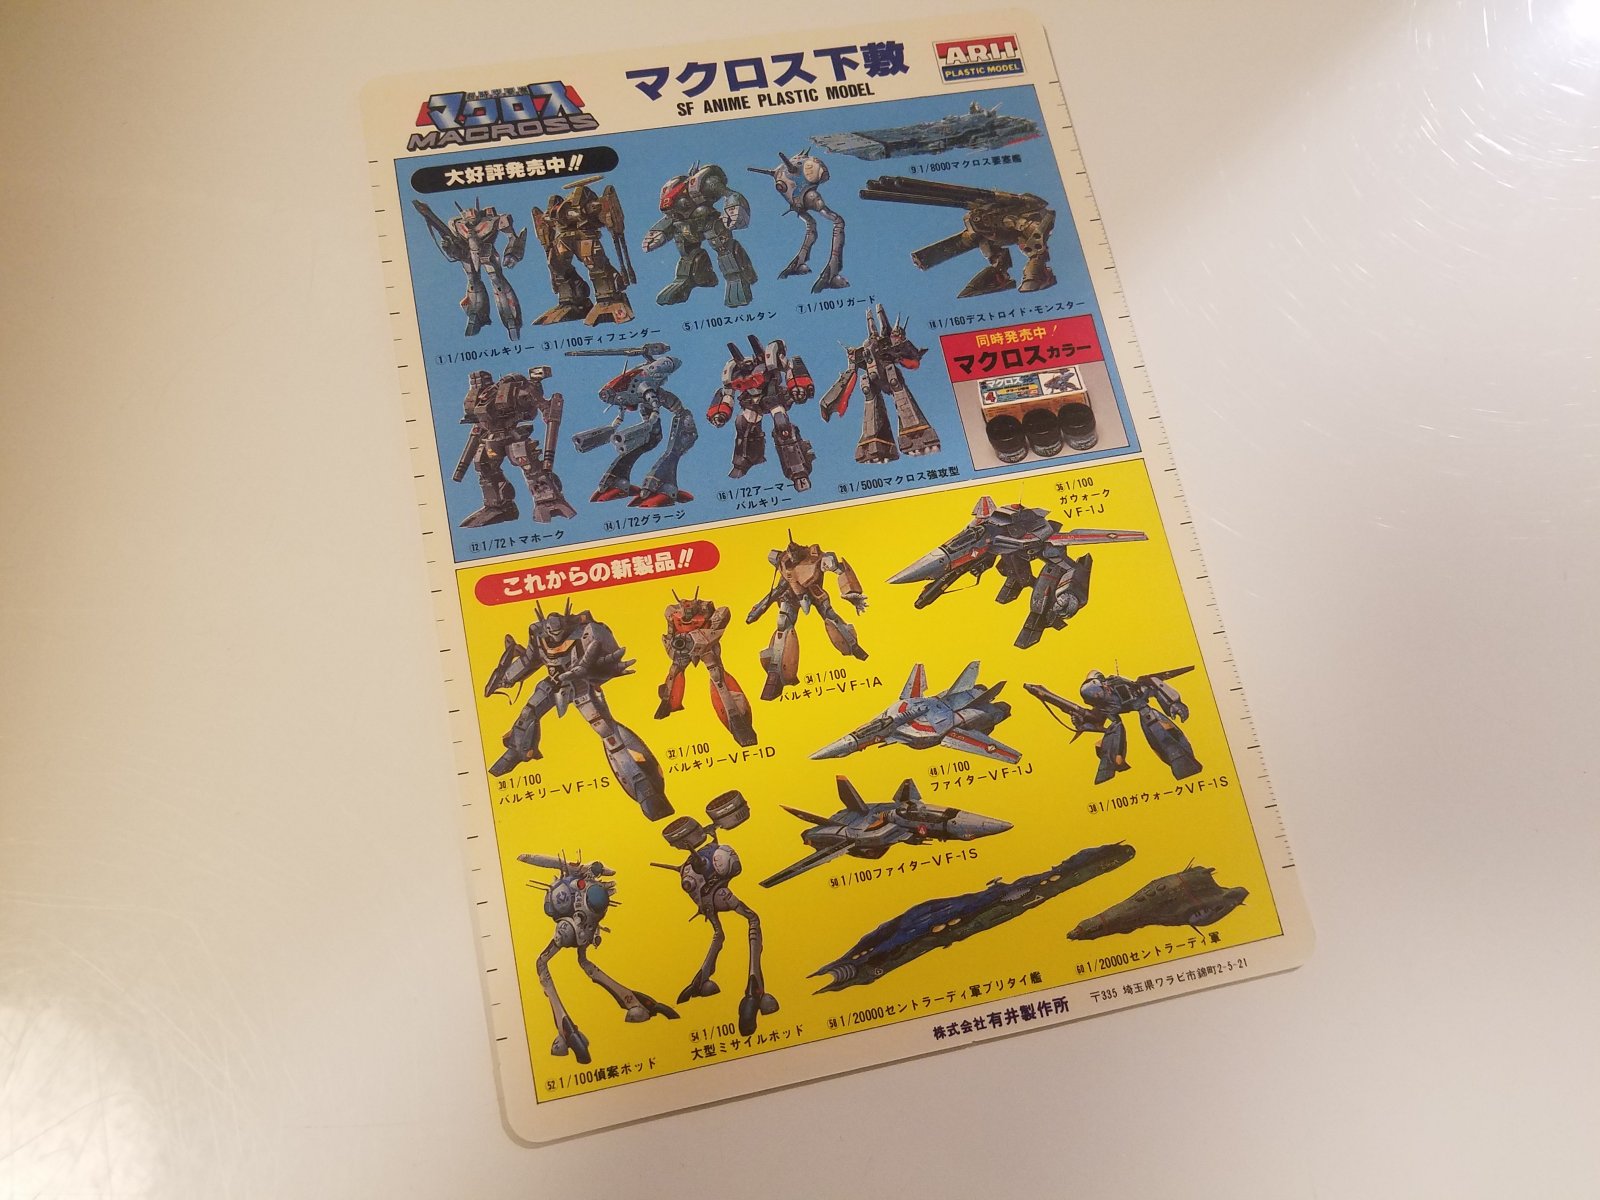 マクロス
MACROSS
マクロス下敷
SF ANIME PLASTIC MODEL
ARII
PLASTIC MODEL
大好評発売中!!
⑨1/8000マクロス要塞艦
①1/100バルキリー
③1/100ディフェンダー
⑤1/100スパルタン
⑦1/100リガード
⑱1/160デストロイド・モンスター
⑫1/72トマホーク
⑭1/72グラージ
⑯1/72アーマード
バルキリー
⑳1/5000マクロス強攻型
同時発売中!
マクロスカラー
マクロス
4
これからの新製品!!
㉚1/100
バルキリーVF-1S
㉜1/100
バルキリーVF-1D
㉞1/100
バルキリーVF-1A
㊱1/100
ガウォーク
VF-1J
㊽1/100
ファイターVF-1J
㊳1/100ガウォークVF-1S
㊿1/100ファイターVF-1S
52 1/100偵案ポッド
54 1/100
大型ミサイルポッド
58 1/20000セントラーディ軍ブリタイ艦
60 1/20000セントラーディ軍
株式会社有井製作所
〒335 埼玉県ワラビ市錦町2-5-21